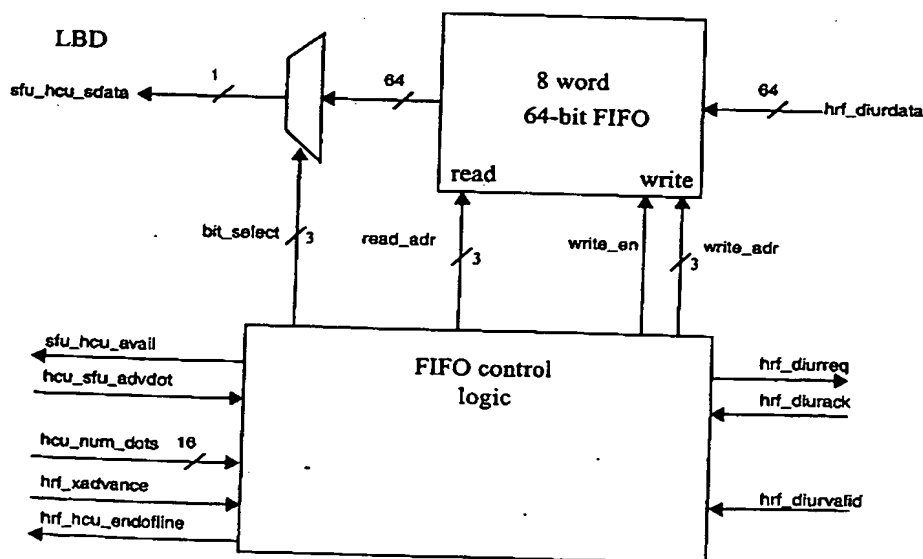 LBD
sfu_hcu_sdata
1
64
8 word
64-bit FIFO
64
hrf_diurdata
read
write
bit_select
3
read_adr
3
write_en
write_adr
3
sfu_hcu_avail
hcu_sfu_advdot
hcu_num_dots
16
hrf_xadvance
hrf_hcu_endofline
FIFO control
logic
hrf_diurreq
hrf_diurack
hrf_diurvalid